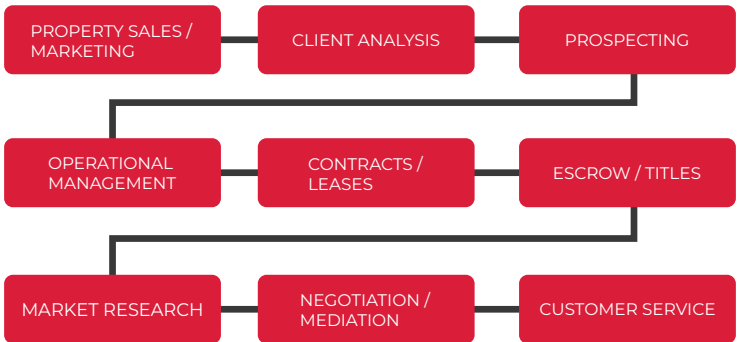 PROPERTY SALES /
MARKETING
CLIENT ANALYSIS
PROSPECTING
OPERATIONAL
MANAGEMENT
CONTRACTS /
LEASES
ESCROW / TITLES
MARKET RESEARCH
NEGOTIATION /
MEDIATION
CUSTOMER SERVICE